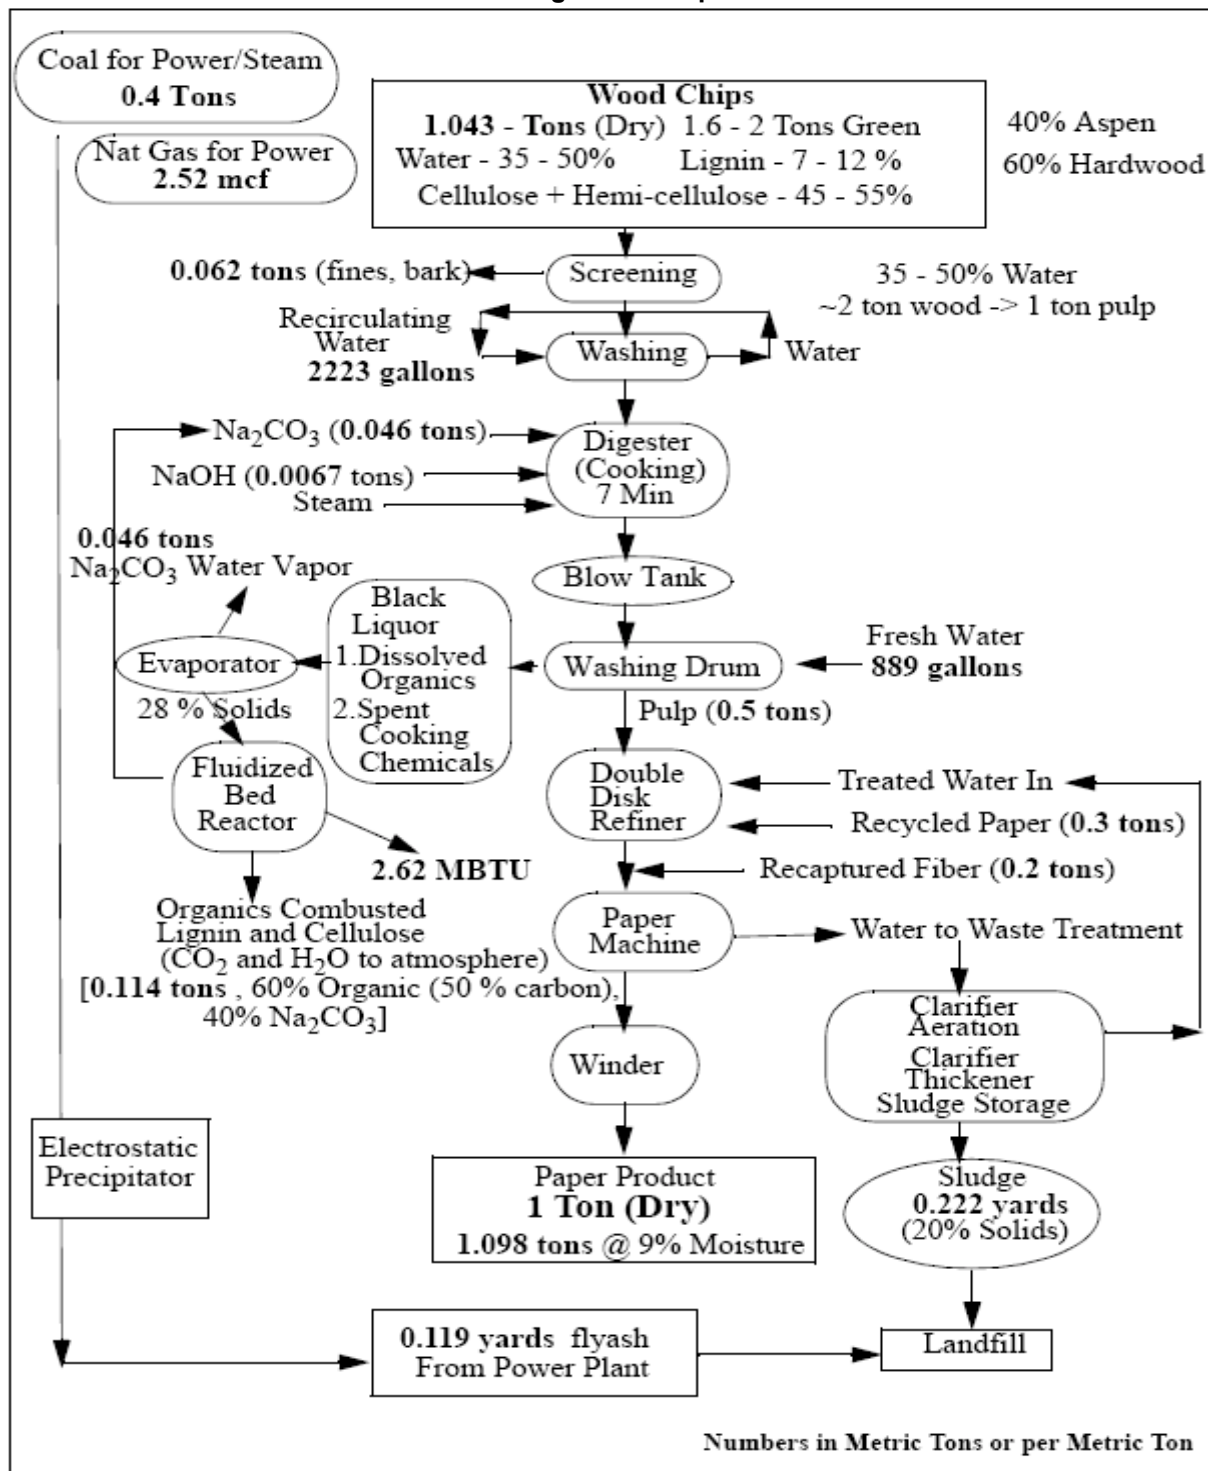 Coal for Power/Steam
0.4 Tons
Nat Gas for Power
2.52 mcf
Wood Chips
1.043 - Tons (Dry) 1.6 - 2 Tons Green
Water - 35 - 50% Lignin - 7 - 12 %
Cellulose + Hemi-cellulose - 45 - 55%
40% Aspen
60% Hardwood
0.062 tons (fines, bark)
Screening
35 - 50% Water
~2 ton wood -> 1 ton pulp
Recirculating
Water
2223 gallons
Washing
Water
Na2CO3 (0.046 tons)
NaOH (0.0067 tons)
Steam
Digester
(Cooking)
7 Min
0.046 tons
Na2CO3 Water Vapor
Blow Tank
Black
Liquor
1.Dissolved
Organics
2.Spent
Cooking
Chemicals
Evaporator
28 % Solids
Washing Drum
Fresh Water
889 gallons
Pulp (0.5 tons)
Fluidized
Bed
Reactor
Double
Disk
Refiner
Treated Water In
Recycled Paper (0.3 tons)
2.62 MBTU
Recaptured Fiber (0.2 tons)
Organics Combusted
Lignin and Cellulose
(CO2 and H2O to atmosphere)
[0.114 tons , 60% Organic (50 % carbon),
40% Na2CO3]
Paper
Machine
Water to Waste Treatment
Clarifier
Aeration
Clarifier
Thickener
Sludge Storage
Winder
Electrostatic
Precipitator
Paper Product
1 Ton (Dry)
1.098 tons @ 9% Moisture
Sludge
0.222 yards
(20% Solids)
0.119 yards flyash
From Power Plant
Landfill
Numbers in Metric Tons or per Metric Ton